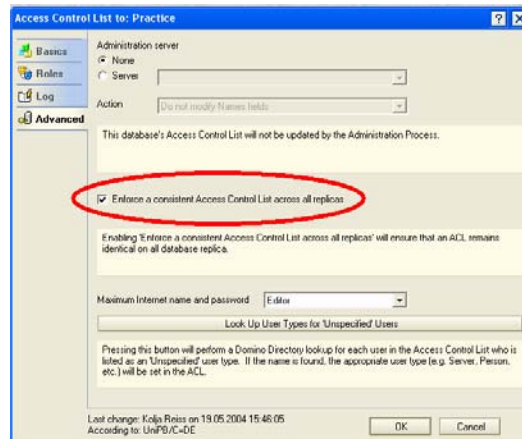 Access Control List to: Practice
Basics
Roles
Log
Advanced
Administration server
None
Server
Action
Do not modify Names fields
This database's Access Control List will not be updated by the Administration Process.
Enforce a consistent Access Control List across all replicas
Enabling 'Enforce a consistent Access Control List across all replicas' will ensure that an ACL remains
identical on all database replica.
Maximum Internet name and password
Editor
Look Up User Types for 'Unspecified' Users
Pressing this button will perform a Domino Directory lookup for each user in the Access Control List who is
listed as an 'Unspecified' user type. If the name is found, the appropriate user type (e.g. Server, Person,
etc.) will be set in the ACL.
Last change: Kolja Reiss on 19.05.2004 15:46:05
According to: UniPB/C=DE
OK
Cancel